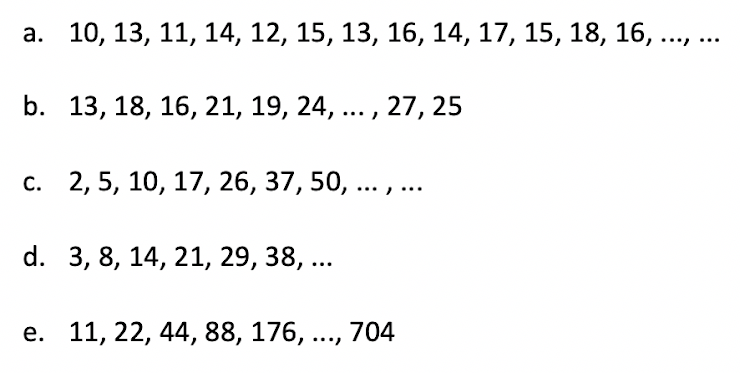 a. 10, 13, 11, 14, 12, 15, 13, 16, 14, 17, 15, 18, 16, ..., ...
b. 13, 18, 16, 21, 19, 24, ... , 27, 25
c. 2, 5, 10, 17, 26, 37, 50, ... , ...
d. 3, 8, 14, 21, 29, 38, ...
e. 11, 22, 44, 88, 176, ..., 704